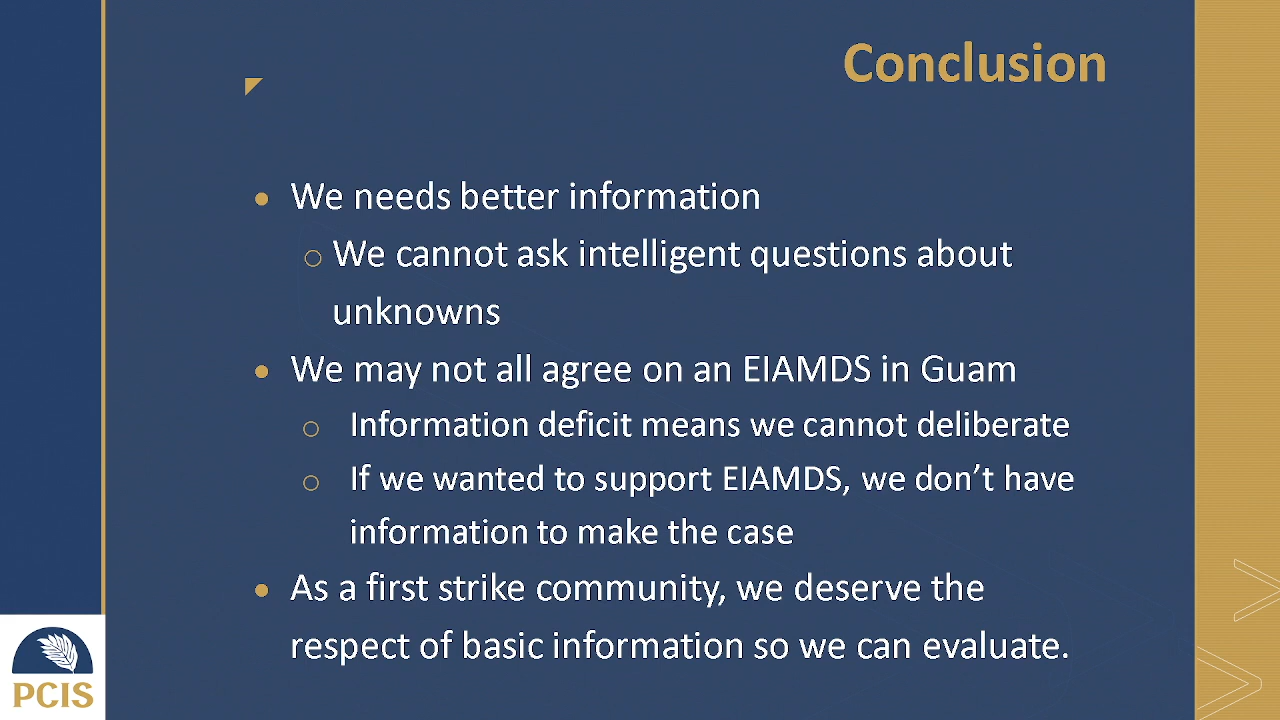 Conclusion
We needs better information
We cannot ask intelligent questions about
unknowns
We may not all agree on an EIAMDS in Guam
Information deficit means we cannot deliberate
If we wanted to support EIAMDS, we don’t have
information to make the case
As a first strike community, we deserve the
respect of basic information so we can evaluate.
PCIS